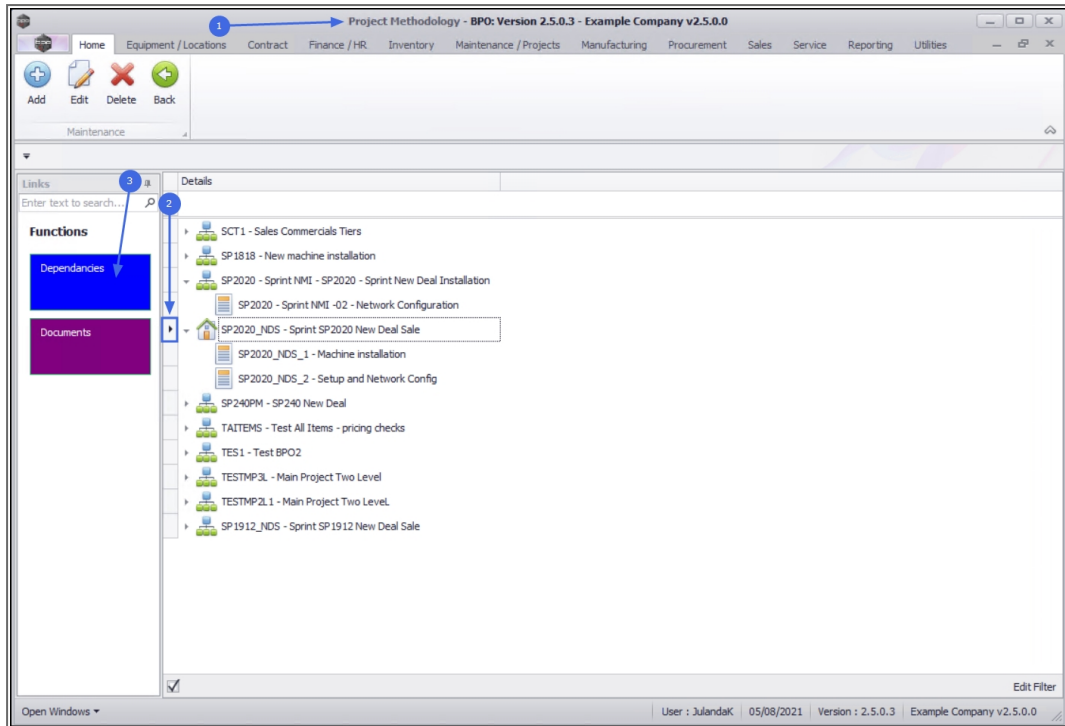 1
Project Methodology - BPO: Version 2.5.0.3 - Example Company v2.5.0.0
Home Equipment / Locations Contract Finance / HR Inventory Maintenance / Projects Manufacturing Procurement Sales Service Reporting Utilities
Add Edit Delete Back
Maintenance
Links 3 Details
Enter text to search... 2
Functions
SCT1 - Sales Commercials Tiers
SP1818 - New machine installation
Dependancies
SP2020 - Sprint NMI - SP2020 - Sprint New Deal Installation
SP2020 - Sprint NMI -02 - Network Configuration
Documents
SP2020_NDS - Sprint SP2020 New Deal Sale
SP2020_NDS_1 - Machine installation
SP2020_NDS_2 - Setup and Network Config
SP240PM - SP240 New Deal
TAITEMS - Test All Items - pricing checks
TES1 - Test BPO2
TESTMP3L - Main Project Two Level
TESTMP2L1 - Main Project Two LeveL
SP1912_NDS - Sprint SP1912 New Deal Sale
Edit Filter
Open Windows User : JulandaK 05/08/2021 Version : 2.5.0.3 Example Company v2.5.0.0